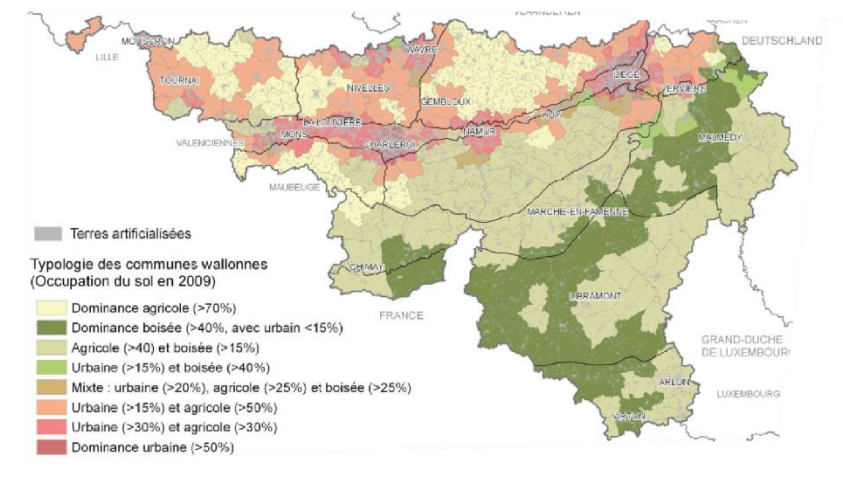 VLAANDEREN
AACHEN
DEUTSCHLAND
MOUSCRON
LILLE
WAVRE
TOURNAI
LIEGE
NIVELLES
VERVIERS
GEMBLOUX
HUY
LA LOUVIERE
MONS
NAMUR
MALMEDY
VALENCIENNES
CHARLEROI
MAUBEUGE
MARCHE-EN-FAMENNE
Terres artificialisées
Typologie des communes wallonnes
(Occupation du sol en 2009)
CHIMAY
LIBRAMONT
Dominance agricole (>70%)
FRANCE
Dominance boisée (>40%, avec urbain <15%)
GRAND-DUCHE
DE LUXEMBOUR
Agricole (>40) et boisée (>15%)
Urbaine (>15%) et boisée (>40%)
ARLON
LUXEMBOURG
Mixte : urbaine (>20%), agricole (>25%) et boisée (>25%)
Urbaine (>15%) et agricole (>50%)
VIRTON
Urbaine (>30%) et agricole (>30%)
Dominance urbaine (>50%)